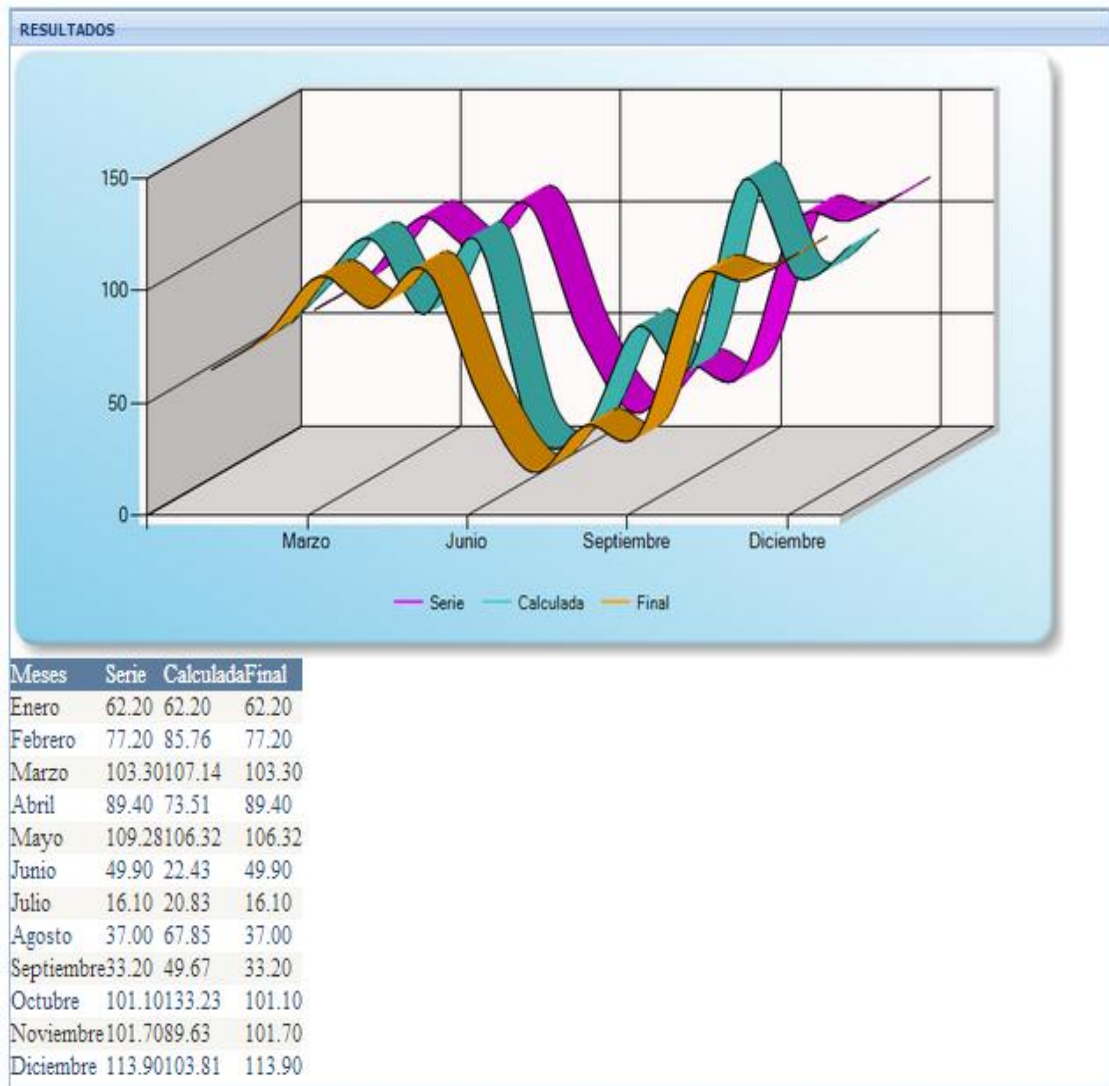 RESULTADOS
150
100
50
0
Marzo Junio Septiembre Diciembre
Serie Calculada Final
Meses Serie Calculada Final
Enero 62.20 62.20 62.20
Febrero 77.20 85.76 77.20
Marzo 103.30 107.14 103.30
Abril 89.40 73.51 89.40
Mayo 109.28 106.32 106.32
Junio 49.90 22.43 49.90
Julio 16.10 20.83 16.10
Agosto 37.00 67.85 37.00
Septiembre 33.20 49.67 33.20
Octubre 101.10 133.23 101.10
Noviembre 101.70 89.63 101.70
Diciembre 113.90 103.81 113.90